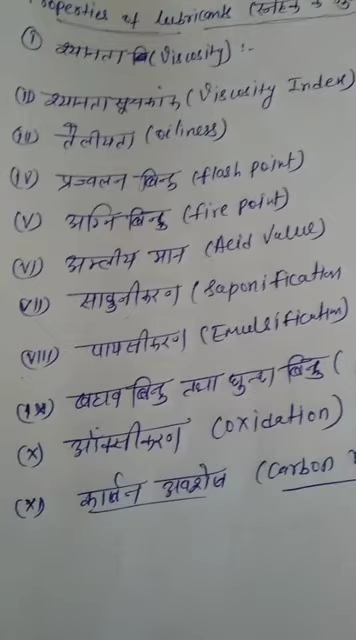 Properties of Lubricants (स्नेहक के
(I) श्यानता (Viscosity) :-
(II) श्यानता सूचकांक (Viscosity Index)
(III) तैलीयता (oiliness)
(IV) प्रज्वलन बिन्दु (flash point)
(V) अग्नि बिन्दु (fire point)
(VI) अम्लीय मान (Acid Value)
(VII) साबुनीकरण (Saponification
(VIII) पायसीकरण (Emulsification)
(IX) बहाव बिन्दु तथा धुन्ध बिन्दु (
(X) ऑक्सीकरण (oxidation)
(XI) कार्बन अवशेष (Carbon